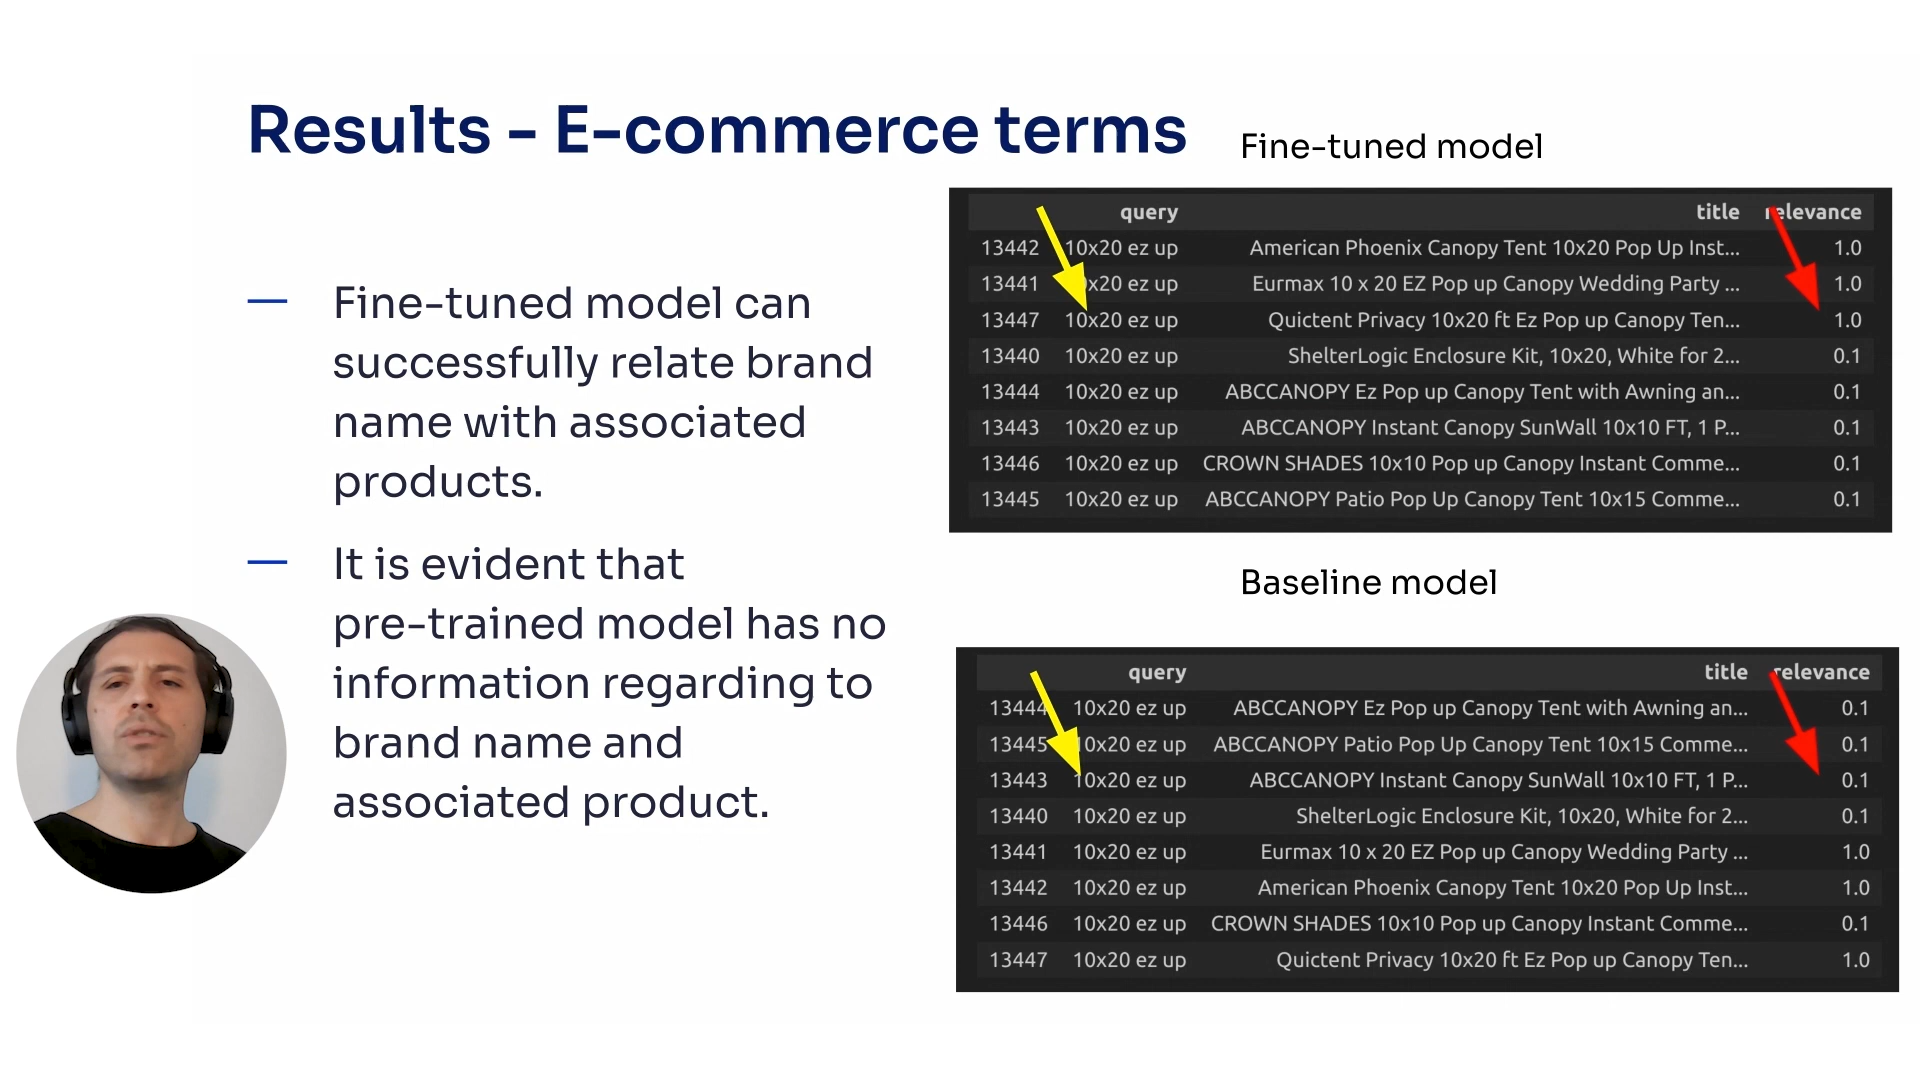 Results - E-commerce terms
— Fine-tuned model can
successfully relate brand
name with associated
products.
— It is evident that
pre-trained model has no
information regarding to
brand name and
associated product.
Fine-tuned model
query title relevance
13442 10x20 ez up American Phoenix Canopy Tent 10x20 Pop Up Inst... 1.0
13441 10x20 ez up Eurmax 10 x 20 EZ Pop up Canopy Wedding Party ... 1.0
13447 10x20 ez up Quictent Privacy 10x20 ft Ez Pop up Canopy Ten... 1.0
13440 10x20 ez up ShelterLogic Enclosure Kit, 10x20, White for 2... 0.1
13444 10x20 ez up ABCCANOPY Ez Pop up Canopy Tent with Awning an... 0.1
13443 10x20 ez up ABCCANOPY Instant Canopy SunWall 10x10 FT, 1 P... 0.1
13446 10x20 ez up CROWN SHADES 10x10 Pop up Canopy Instant Comme... 0.1
13445 10x20 ez up ABCCANOPY Patio Pop Up Canopy Tent 10x15 Comme... 0.1
Baseline model
query title relevance
13444 10x20 ez up ABCCANOPY Ez Pop up Canopy Tent with Awning an... 0.1
13445 10x20 ez up ABCCANOPY Patio Pop Up Canopy Tent 10x15 Comme... 0.1
13443 10x20 ez up ABCCANOPY Instant Canopy SunWall 10x10 FT, 1 P... 0.1
13440 10x20 ez up ShelterLogic Enclosure Kit, 10x20, White for 2... 0.1
13441 10x20 ez up Eurmax 10 x 20 EZ Pop up Canopy Wedding Party ... 1.0
13442 10x20 ez up American Phoenix Canopy Tent 10x20 Pop Up Inst... 1.0
13446 10x20 ez up CROWN SHADES 10x10 Pop up Canopy Instant Comme... 0.1
13447 10x20 ez up Quictent Privacy 10x20 ft Ez Pop up Canopy Ten... 1.0